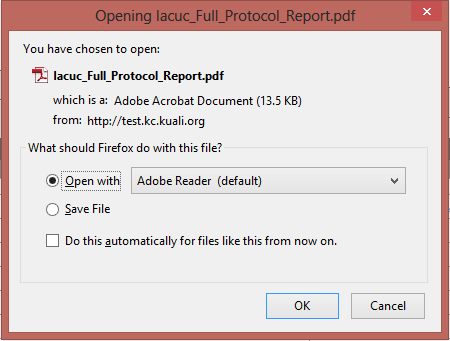 Opening Iacuc_Full_Protocol_Report.pdf
You have chosen to open:
Iacuc_Full_Protocol_Report.pdf
which is a: Adobe Acrobat Document (13.5 KB)
from: http://test.kc.kuali.org
What should Firefox do with this file?
Open with
Adobe Reader (default)
Save File
Do this automatically for files like this from now on.
OK
Cancel